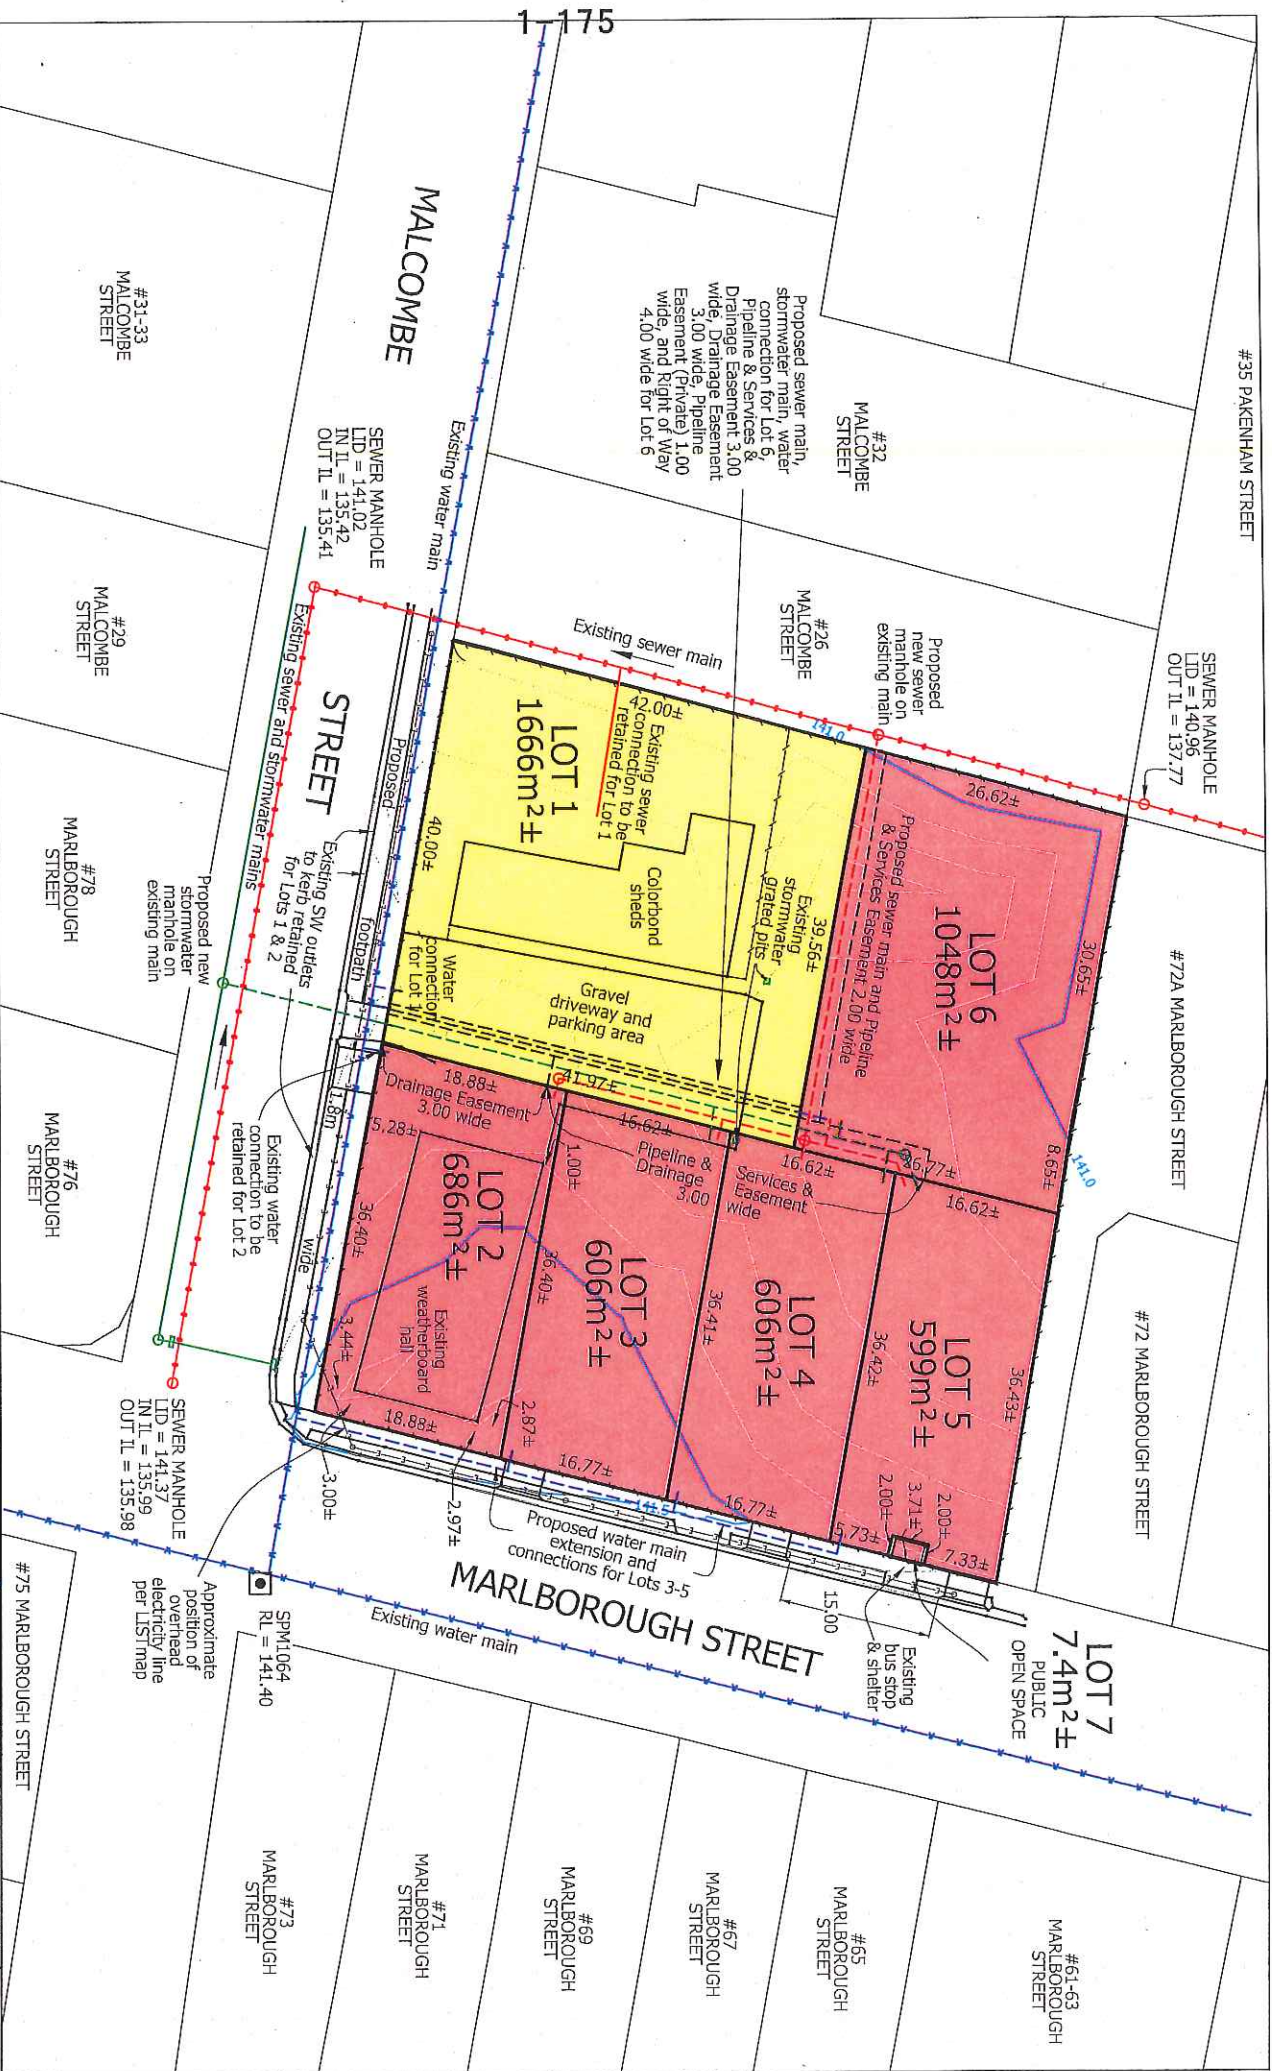 1-175
#35 PAKENHAM STREET
#32
MALCOMBE
STREET
#26
MALCOMBE
STREET
#31-33
MALCOMBE
STREET
#29
MALCOMBE
STREET
#78
MARLBOROUGH
STREET
#76
MARLBOROUGH
STREET
#72A MARLBOROUGH STREET
#72 MARLBOROUGH STREET
#75 MARLBOROUGH STREET
#73
MARLBOROUGH
STREET
#71
MARLBOROUGH
STREET
#69
MARLBOROUGH
STREET
#67
MARLBOROUGH
STREET
#65
MARLBOROUGH
STREET
#61-63
MARLBOROUGH
STREET
MALCOMBE
STREET
MARLBOROUGH STREET
Proposed sewer main,
stormwater main, water
connection for Lot 6,
Pipeline & Services &
Drainage Easement 3.00
wide, Drainage Easement
3.00 wide, Pipeline
Easement (Private) 1.00
wide, and Right of Way
4.00 wide for Lot 6
SEWER MANHOLE
LID = 140.96
OUT IL = 137.77
Proposed
new sewer
manhole on
existing main
Existing sewer main
Existing water main
SEWER MANHOLE
LID = 141.02
IN IL = 135.42
OUT IL = 135.41
Existing sewer and stormwater mains
Proposed
footpath
1.8m
wide
Existing SW outlets
to kerb retained
for Lots 1 & 2
Proposed new
stormwater
manhole on
existing main
Existing water
connection to be
retained for Lot 2
SEWER MANHOLE
LID = 141.37
IN IL = 135.99
OUT IL = 135.98
Approximate
position of
overhead
electricity line
per LISTmap
SPM1064
RL = 141.40
Existing water main
LOT 1
1666m²±
42.00±
40.00±
39.56±
41.97±
141.0
Existing sewer
connection to be
retained for Lot 1
Colorbond
sheds
Existing
stormwater
grated pits
Gravel
driveway and
parking area
Water
connection
for Lot 1
LOT 6
1048m²±
26.62±
30.65±
8.65±
26.77±
141.0
Proposed sewer main and Pipeline
& Services Easement 2.00 wide
LOT 2
686m²±
18.88±
Drainage Easement
3.00 wide
5.28±
36.40±
1.00±
3.44±
18.88±
Existing
weatherboard
hall
2.87±
3.00±
2.97±
LOT 3
606m²±
16.62±
36.40±
16.77±
Pipeline &
Drainage
3.00
Services &
Easement
wide
141.5
LOT 4
606m²±
16.62±
36.41±
16.77±
LOT 5
599m²±
16.62±
36.42±
36.43±
5.73±
2.00±
3.71±
2.00±
7.33±
15.00
Proposed water main
extension and
connections for Lots 3-5
Existing
bus stop
& shelter
LOT 7
7.4m²±
PUBLIC
OPEN SPACE